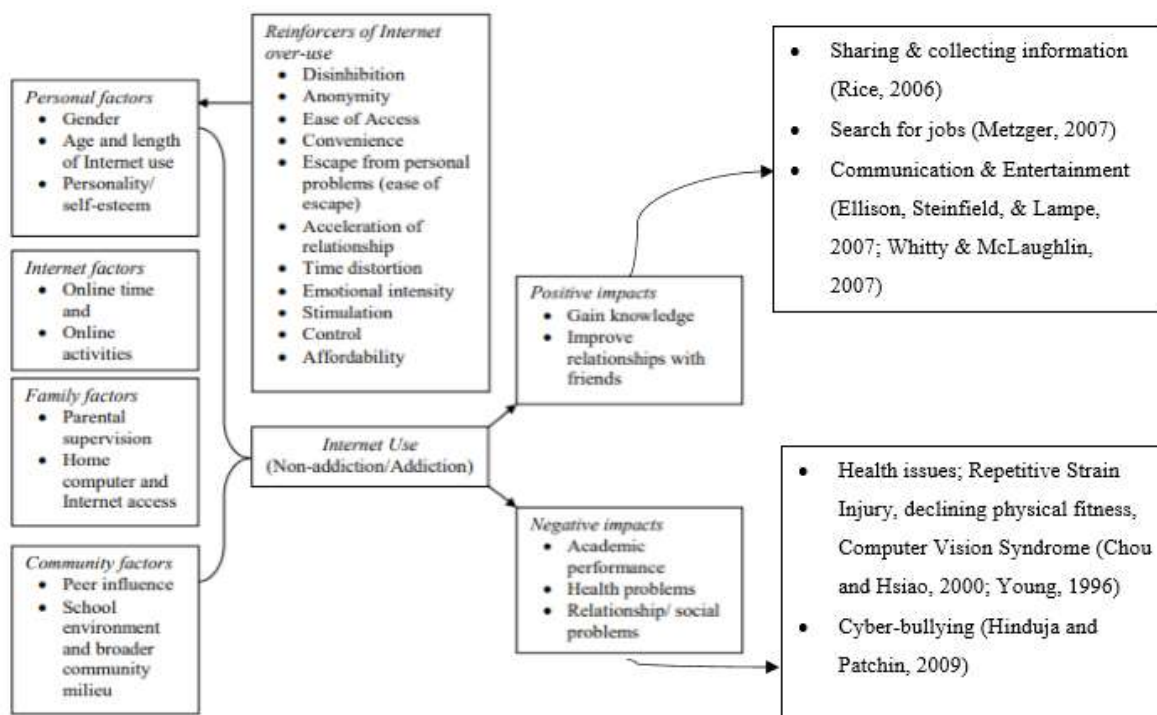 Reinforcers of Internet
over-use
• Disinhibition
• Anonymity
• Ease of Access
• Convenience
• Escape from personal
problems (ease of
escape)
• Acceleration of
relationship
• Time distortion
• Emotional intensity
• Stimulation
• Control
• Affordability
Personal factors
• Gender
• Age and length
of Internet use
• Personality/
self-esteem
Internet factors
• Online time
and
• Online
activities
Family factors
• Parental
supervision
• Home
computer and
Internet access
Community factors
• Peer influence
• School
environment
and broader
community
milieu
Internet Use
(Non-addiction/Addiction)
Positive impacts
• Gain knowledge
• Improve
relationships with
friends
Negative impacts
• Academic
performance
• Health problems
• Relationship/ social
problems
• Sharing & collecting information
(Rice, 2006)
• Search for jobs (Metzger, 2007)
• Communication & Entertainment
(Ellison, Steinfield, & Lampe,
2007; Whitty & McLaughlin,
2007)
• Health issues; Repetitive Strain
Injury, declining physical fitness,
Computer Vision Syndrome (Chou
and Hsiao, 2000; Young, 1996)
• Cyber-bullying (Hinduja and
Patchin, 2009)